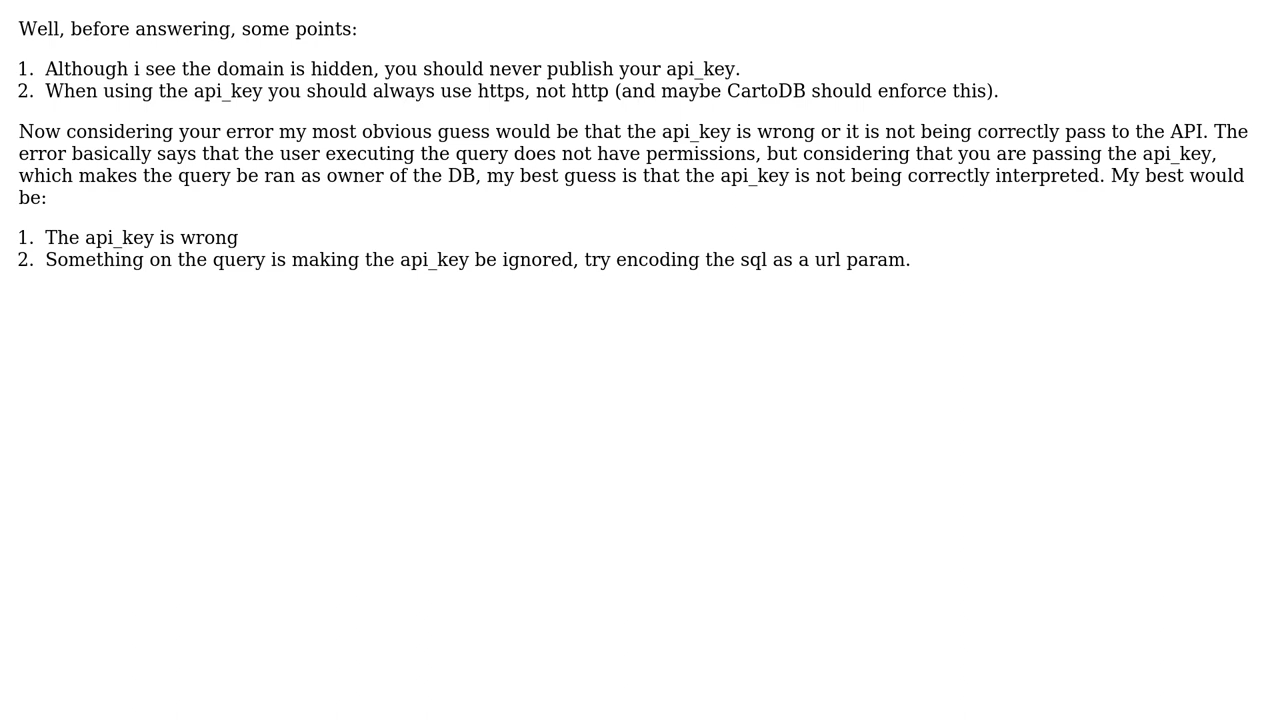 Well, before answering, some points:
1. Although i see the domain is hidden, you should never publish your api_key.
2. When using the api_key you should always use https, not http (and maybe CartoDB should enforce this).
Now considering your error my most obvious guess would be that the api_key is wrong or it is not being correctly pass to the API. The
error basically says that the user executing the query does not have permissions, but considering that you are passing the api_key,
which makes the query be ran as owner of the DB, my best guess is that the api_key is not being correctly interpreted. My best would
be:
1. The api_key is wrong
2. Something on the query is making the api_key be ignored, try encoding the sql as a url param.